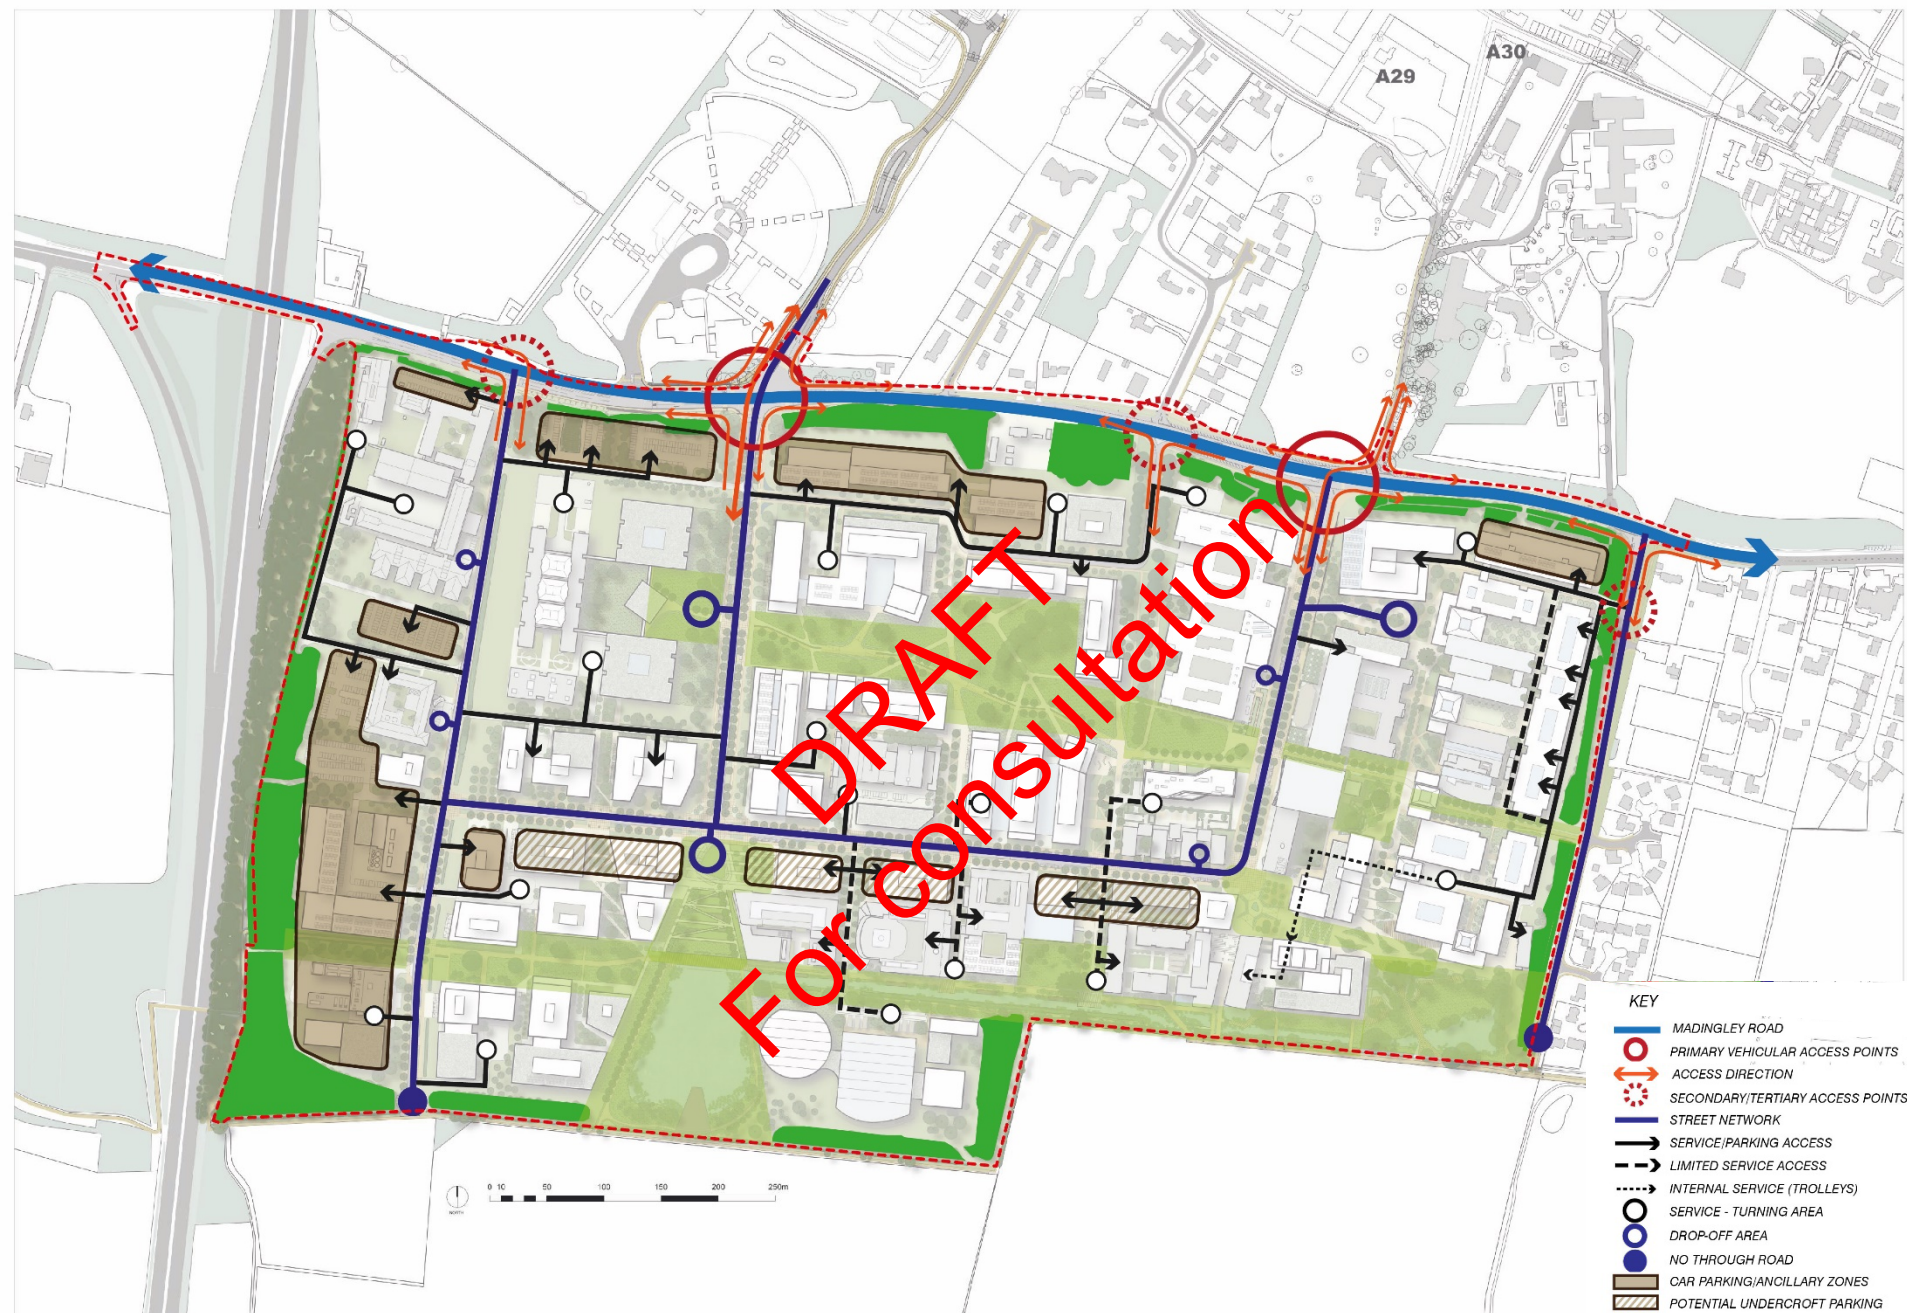 A29
A30
DRAFT
For consultation
NORTH
0 10 50 100 150 200 250m
KEY
MADINGLEY ROAD
PRIMARY VEHICULAR ACCESS POINTS
ACCESS DIRECTION
SECONDARY/TERTIARY ACCESS POINTS
STREET NETWORK
SERVICE/PARKING ACCESS
LIMITED SERVICE ACCESS
INTERNAL SERVICE (TROLLEYS)
SERVICE - TURNING AREA
DROP-OFF AREA
NO THROUGH ROAD
CAR PARKING/ANCILLARY ZONES
POTENTIAL UNDERCROFT PARKING